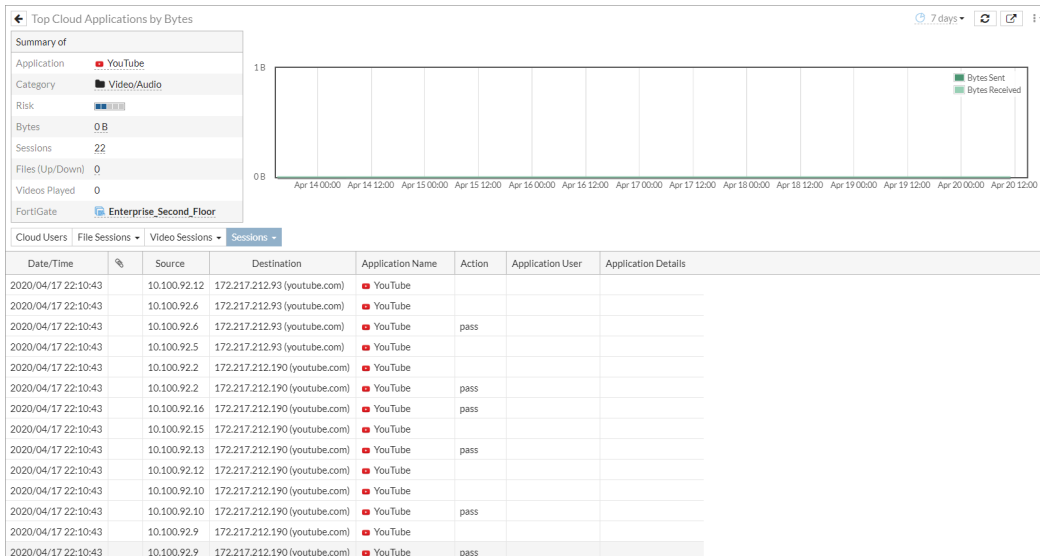 Top Cloud Applications by Bytes 7 days
Summary of
Application YouTube
Category Video/Audio
Risk
Bytes 0 B
Sessions 22
Files (Up/Down) 0
Videos Played 0
FortiGate Enterprise_Second_Floor
1 B
Bytes Sent
Bytes Received
0 B
Apr 14 00:00 Apr 14 12:00 Apr 15 00:00 Apr 15 12:00 Apr 16 00:00 Apr 16 12:00 Apr 17 00:00 Apr 17 12:00 Apr 18 00:00 Apr 18 12:00 Apr 19 00:00 Apr 19 12:00 Apr 20 00:00 Apr 20 12:00
Cloud Users File Sessions Video Sessions Sessions
Date/Time Source Destination Application Name Action Application User Application Details
2020/04/17 22:10:43 10.100.92.12 172.217.212.93 (youtube.com) YouTube
2020/04/17 22:10:43 10.100.92.6 172.217.212.93 (youtube.com) YouTube
2020/04/17 22:10:43 10.100.92.6 172.217.212.93 (youtube.com) YouTube pass
2020/04/17 22:10:43 10.100.92.5 172.217.212.93 (youtube.com) YouTube
2020/04/17 22:10:43 10.100.92.2 172.217.212.190 (youtube.com) YouTube
2020/04/17 22:10:43 10.100.92.2 172.217.212.190 (youtube.com) YouTube pass
2020/04/17 22:10:43 10.100.92.16 172.217.212.190 (youtube.com) YouTube pass
2020/04/17 22:10:43 10.100.92.15 172.217.212.190 (youtube.com) YouTube
2020/04/17 22:10:43 10.100.92.13 172.217.212.190 (youtube.com) YouTube pass
2020/04/17 22:10:43 10.100.92.12 172.217.212.190 (youtube.com) YouTube
2020/04/17 22:10:43 10.100.92.10 172.217.212.190 (youtube.com) YouTube
2020/04/17 22:10:43 10.100.92.10 172.217.212.190 (youtube.com) YouTube pass
2020/04/17 22:10:43 10.100.92.9 172.217.212.190 (youtube.com) YouTube
2020/04/17 22:10:43 10.100.92.9 172.217.212.190 (youtube.com) YouTube pass